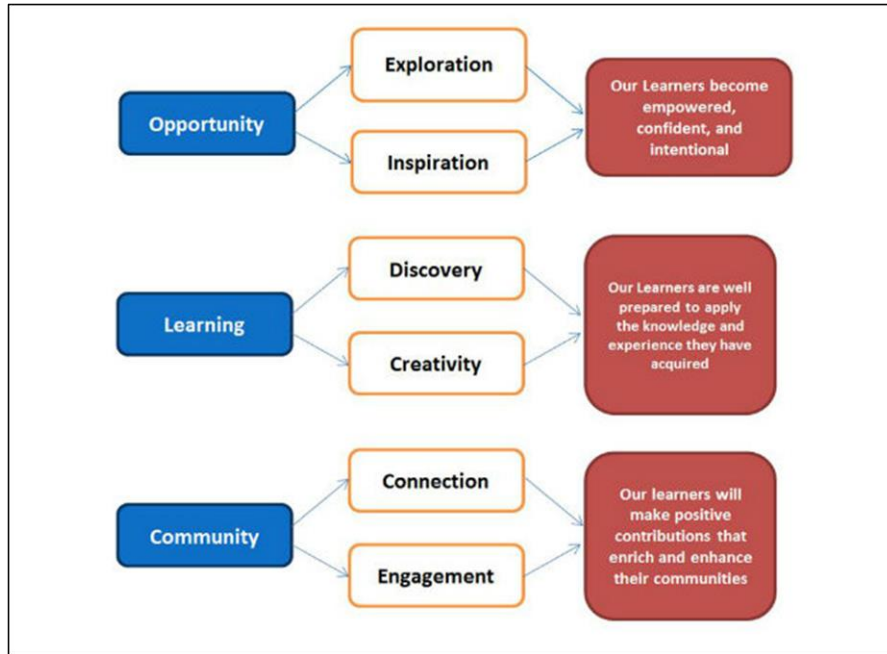 Opportunity
Exploration
Inspiration
Our Learners become
empowered,
confident, and
intentional
Learning
Discovery
Creativity
Our Learners are well
prepared to apply
the knowledge and
experience they have
acquired
Community
Connection
Engagement
Our learners will
make positive
contributions that
enrich and enhance
their communities